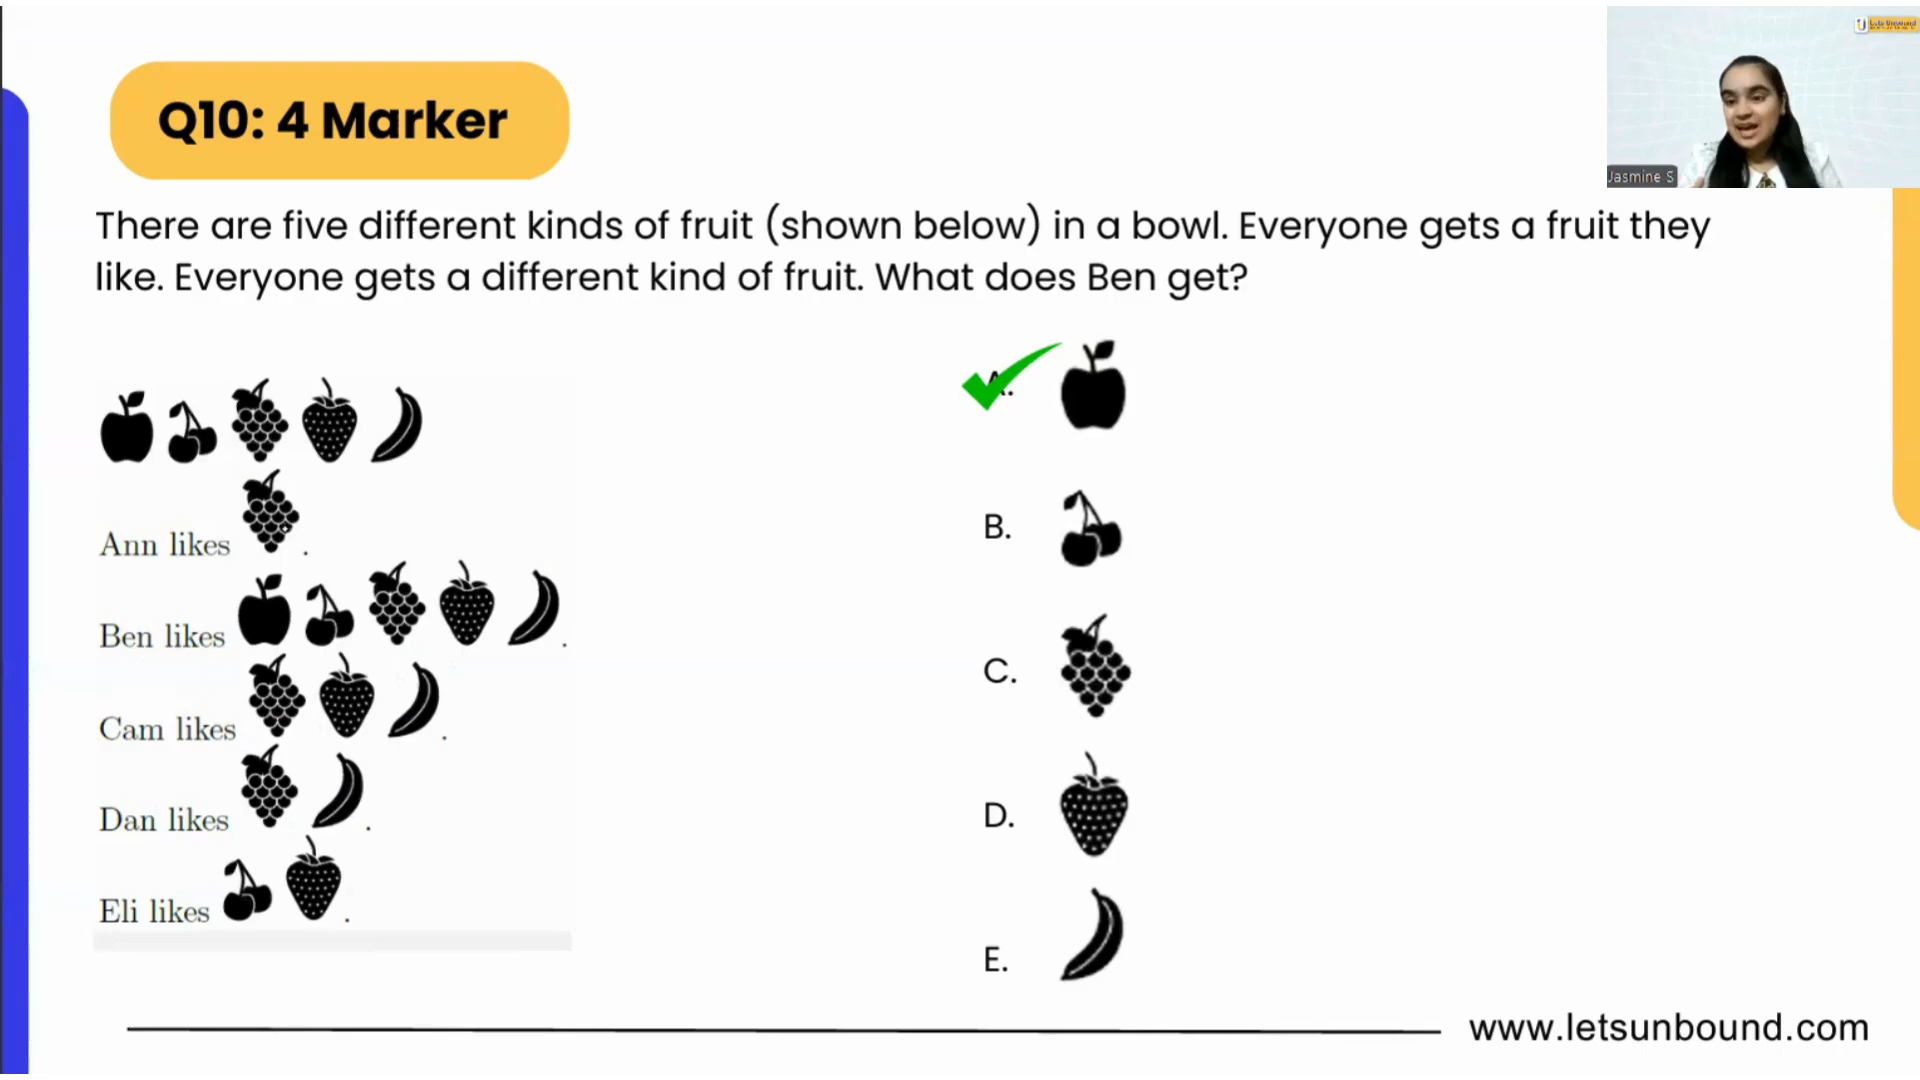 Q10: 4 Marker
Jasmine S
There are five different kinds of fruit (shown below) in a bowl. Everyone gets a fruit they
like. Everyone gets a different kind of fruit. What does Ben get?
Ann likes .
Ben likes .
Cam likes .
Dan likes .
Eli likes .
B.
C.
D.
E.
www.letsunbound.com